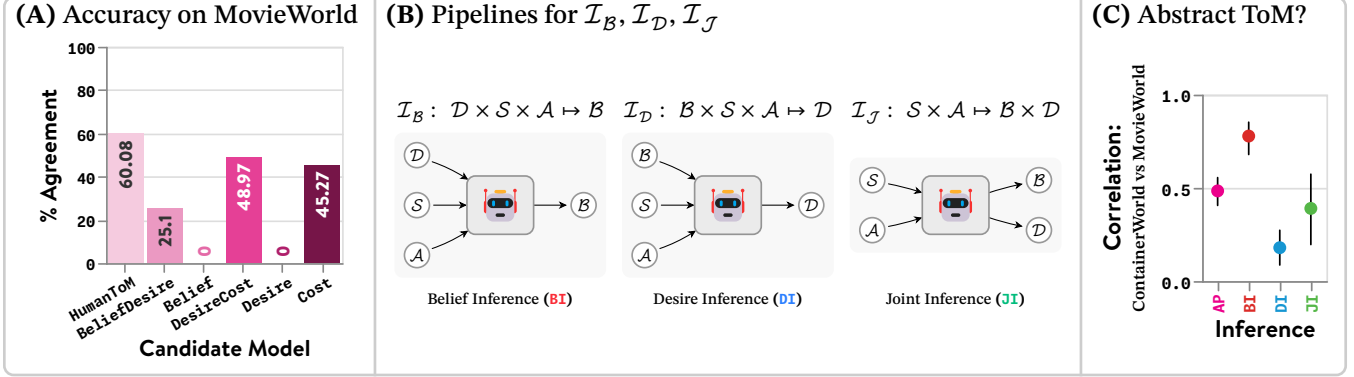 (A) Accuracy on MovieWorld
% Agreement
100
80
60
40
20
0
60.08
25.1
0
48.97
0
45.27
HumanToM
BeliefDesire
Belief
DesireCost
Desire
Cost
Candidate Model
(B) Pipelines for ℐ_ℬ, ℐ_𝒟, ℐ_𝒥
ℐ_ℬ : 𝒟 × 𝒮 × 𝒜 ↦ ℬ
𝒟
𝒮
𝒜
ℬ
Belief Inference (BI)
ℐ_𝒟 : ℬ × 𝒮 × 𝒜 ↦ 𝒟
ℬ
𝒮
𝒜
𝒟
Desire Inference (DI)
ℐ_𝒥 : 𝒮 × 𝒜 ↦ ℬ × 𝒟
𝒮
𝒜
ℬ
𝒟
Joint Inference (JI)
(C) Abstract ToM?
Correlation:
ContainerWorld vs MovieWorld
1.0
0.5
0.0
AP
BI
DI
JI
Inference